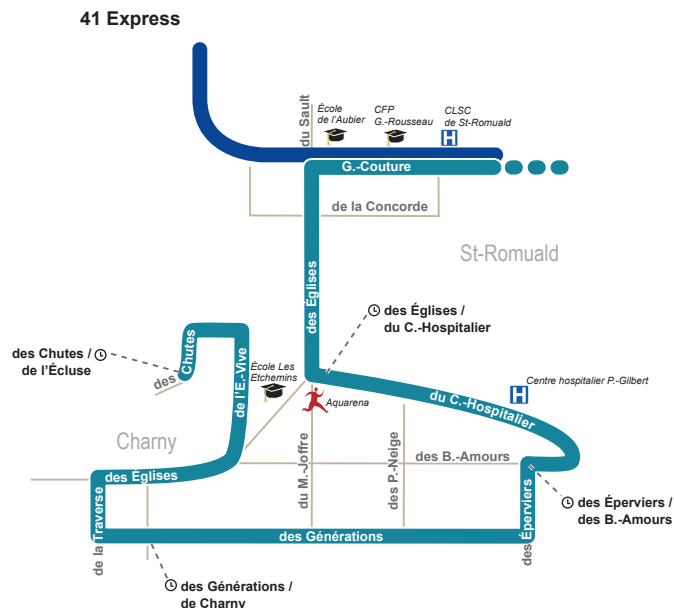 41 Express
École
de l'Aubier
CFP
G.-Rousseau
CLSC
de St-Romuald
du Sault
G.-Couture
de la Concorde
St-Romuald
des Églises
des Églises /
du C.-Hospitalier
des Chutes /
de l'Écluse
des
Chutes
de l'E.-Vive
École Les
Etchemins
Aquarena
Centre hospitalier P.-Gilbert
du C.-Hospitalier
Charny
des Églises
du M.-Joffre
des P.-Neige
des B.-Amours
des Éperviers
des Éperviers /
des B.-Amours
de la Traverse
des Générations
des Générations /
de Charny